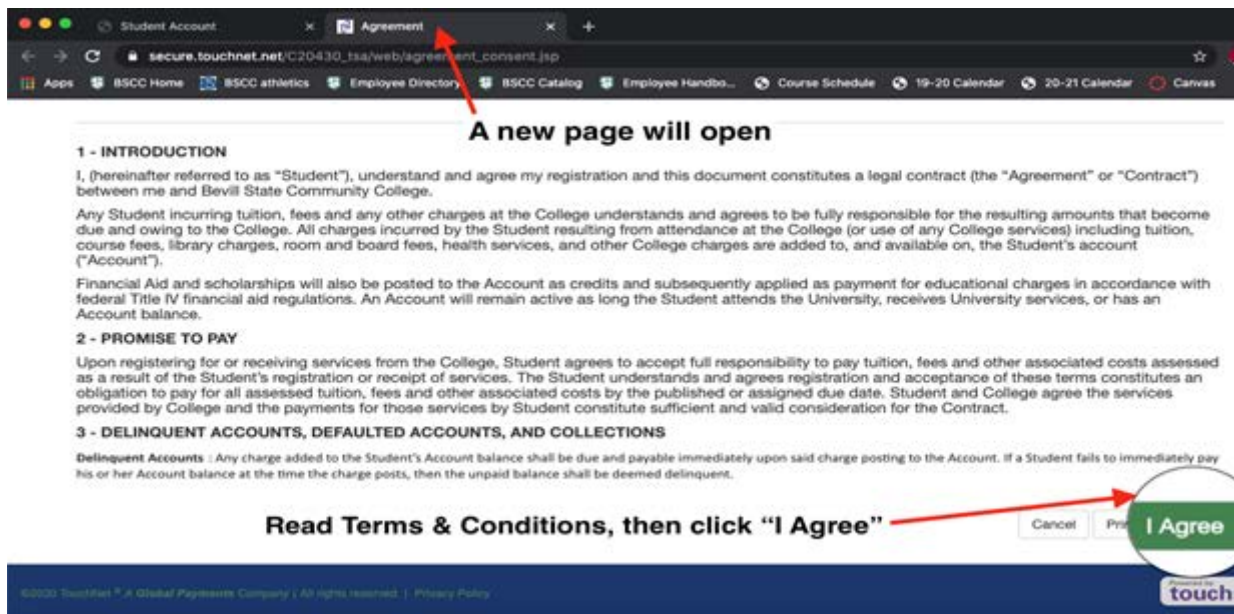 Student Account
Agreement
secure.touchnet.net/C20430_tsa/web/agreement_consent.jsp
Apps BSCC Home BSCC athletics Employee Directory BSCC Catalog Employee Handbo... Course Schedule 19-20 Calendar 20-21 Calendar Canvas
A new page will open
1 - INTRODUCTION
I, (hereinafter referred to as "Student"), understand and agree my registration and this document constitutes a legal contract (the "Agreement" or "Contract")
between me and Bevill State Community College.
Any Student incurring tuition, fees and any other charges at the College understands and agrees to be fully responsible for the resulting amounts that become
due and owing to the College. All charges incurred by the Student resulting from attendance at the College (or use of any College services) including tuition,
course fees, library charges, room and board fees, health services, and other College charges are added to, and available on, the Student's account
("Account").
Financial Aid and scholarships will also be posted to the Account as credits and subsequently applied as payment for educational charges in accordance with
federal Title IV financial aid regulations. An Account will remain active as long the Student attends the University, receives University services, or has an
Account balance.
2 - PROMISE TO PAY
Upon registering for or receiving services from the College, Student agrees to accept full responsibility to pay tuition, fees and other associated costs assessed
as a result of the Student's registration or receipt of services. The Student understands and agrees registration and acceptance of these terms constitutes an
obligation to pay for all assessed tuition, fees and other associated costs by the published or assigned due date. Student and College agree the services
provided by College and the payments for those services by Student constitute sufficient and valid consideration for the Contract.
3 - DELINQUENT ACCOUNTS, DEFAULTED ACCOUNTS, AND COLLECTIONS
Delinquent Accounts : Any charge added to the Student's Account balance shall be due and payable immediately upon said charge posting to the Account. If a Student fails to immediately pay
his or her Account balance at the time the charge posts, then the unpaid balance shall be deemed delinquent.
Read Terms & Conditions, then click "I Agree"
Cancel Pri I Agree
©2020 TouchNet ® A Global Payments Company | All rights reserved. | Privacy Policy
Powered by
touch